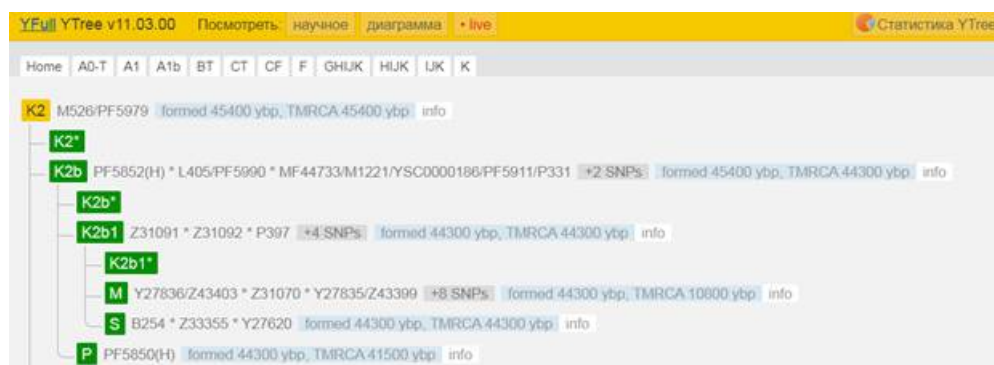 YFull YTree v11.03.00 Посмотреть: научное диаграмма • live Статистика YTree
Home A0-T A1 A1b BT CT CF F GHIJK HIJK IJK K
K2 M526/PF5979 formed 45400 ybp, TMRCA 45400 ybp info
K2*
K2b PF5852(H) * L405/PF5990 * MF44733/M1221/YSC0000186/PF5911/P331 +2 SNPs formed 45400 ybp, TMRCA 44300 ybp info
K2b*
K2b1 Z31091 * Z31092 * P397 +4 SNPs formed 44300 ybp, TMRCA 44300 ybp info
K2b1*
M Y27836/Z43403 * Z31070 * Y27835/Z43399 +8 SNPs formed 44300 ybp, TMRCA 10800 ybp info
S B254 * Z33355 * Y27620 formed 44300 ybp, TMRCA 44300 ybp info
P PF5850(H) formed 44300 ybp, TMRCA 41500 ybp info